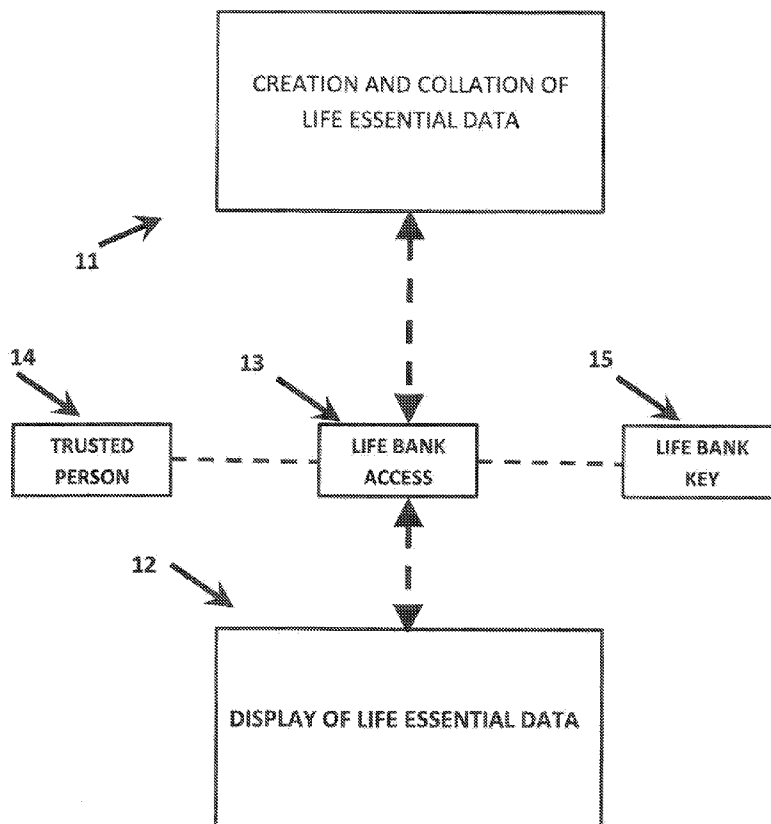 CREATION AND COLLATION OF
LIFE ESSENTIAL DATA
11
14
13
15
TRUSTED
PERSON
LIFE BANK
ACCESS
LIFE BANK
KEY
12
DISPLAY OF LIFE ESSENTIAL DATA